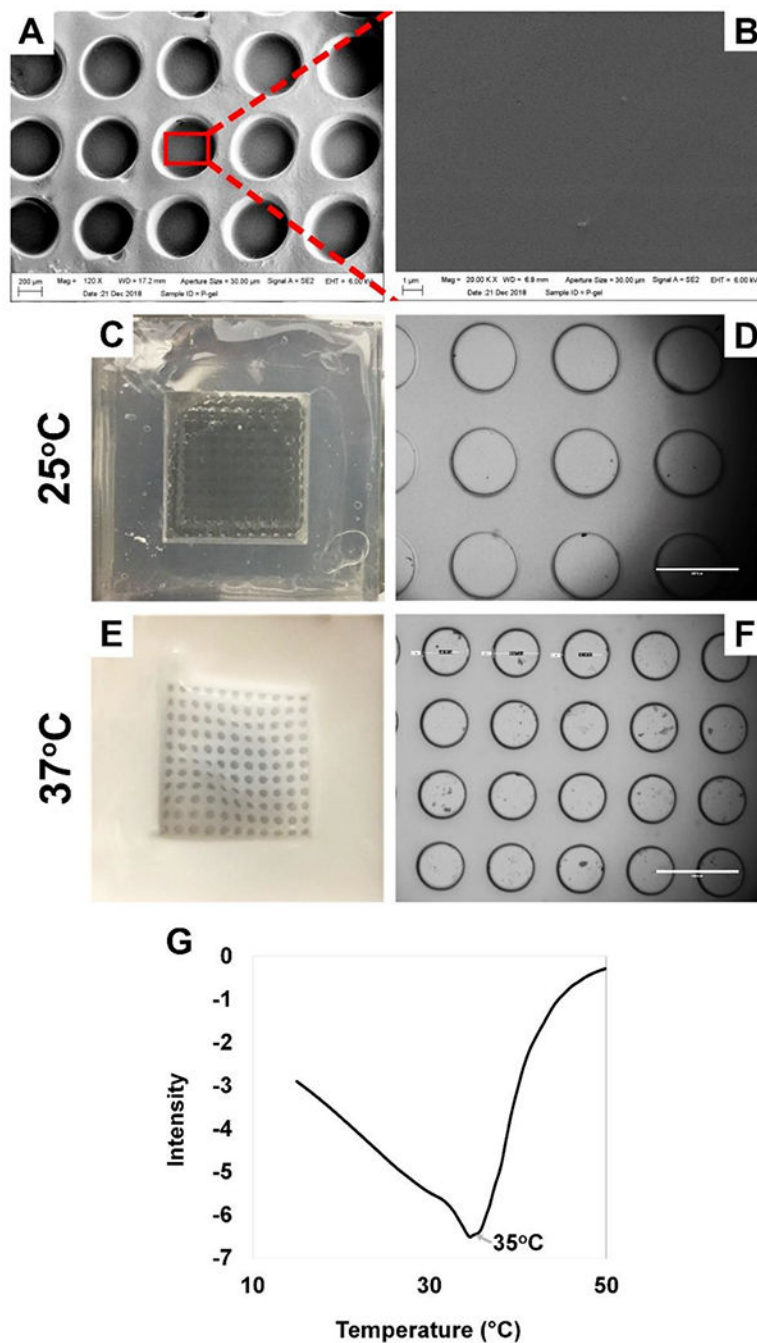 A
B
200 µm Mag = 120 X WD = 17.2 mm Aperture Size = 30.00 µm Signal A = SE2 EHT = 6.00 kV
Date :21 Dec 2018 Sample ID = P-gel
1 µm Mag = 20.00 K X WD = 6.9 mm Aperture Size = 30.00 µm Signal A = SE2 EHT = 6.00 kV
Date :21 Dec 2018 Sample ID = P-gel
C
D
25°C
E
F
37°C
G
0
-1
-2
-3
-4
-5
-6
-7
Intensity
35°C
10 30 50
Temperature (°C)